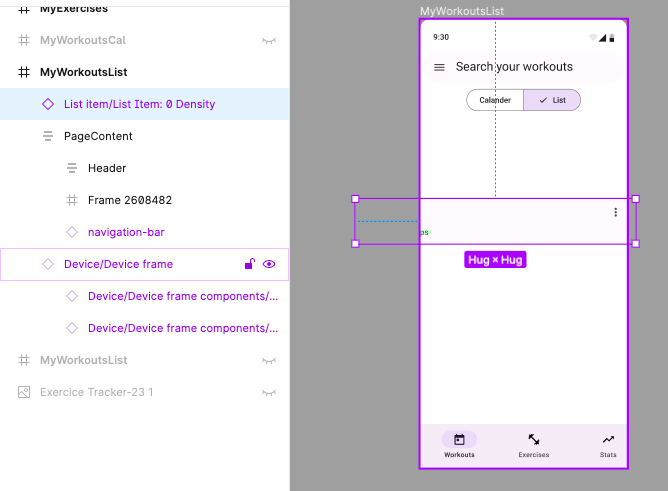 MyExercises
MyWorkoutsCal
MyWorkoutsList
List item/List Item: 0 Density
PageContent
Header
Frame 2608482
navigation-bar
Device/Device frame
Device/Device frame components/...
Device/Device frame components/...
MyWorkoutsList
Exercice Tracker-23 1
MyWorkoutsList
9:30
Search your workouts
Calander
List
ps
Hug × Hug
Workouts
Exercises
Stats